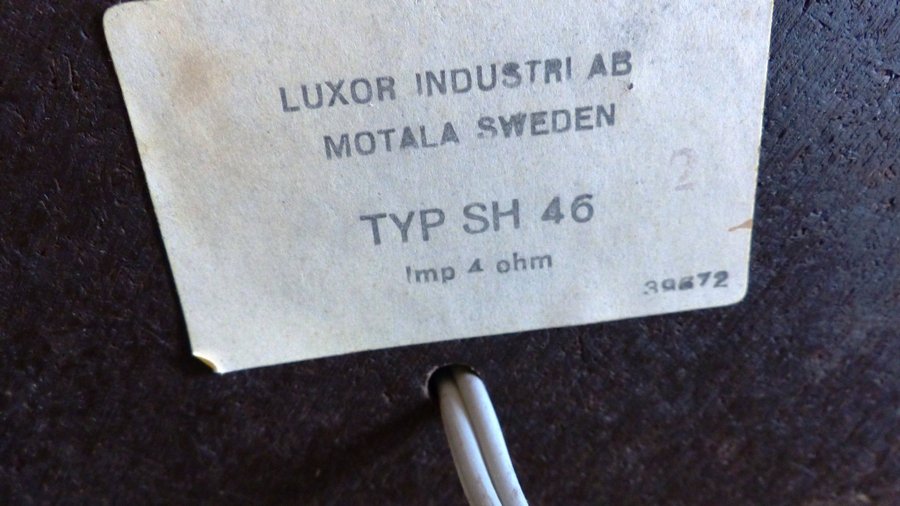 LUXOR INDUSTRI AB
MOTALA SWEDEN
2
TYP SH 46
Imp 4 ohm